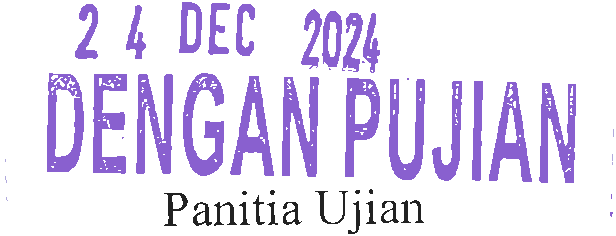 24 DEC 2024
DENGAN PUJIAN
Panitia Ujian